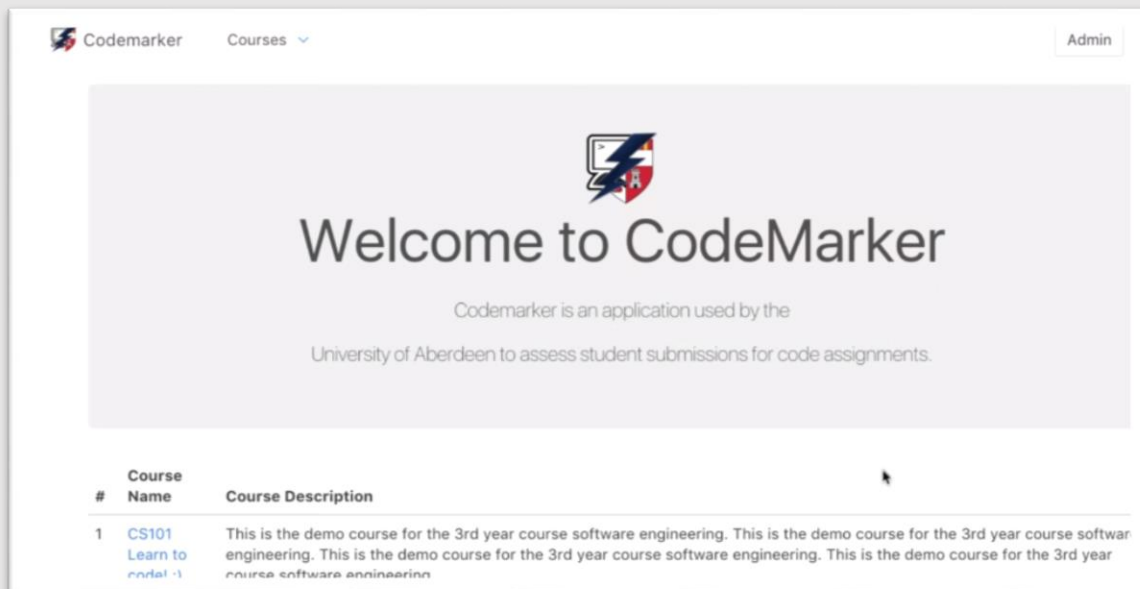 Codemarker Courses Admin
Welcome to CodeMarker
Codemarker is an application used by the
University of Aberdeen to assess student submissions for code assignments.
# Course Name Course Description
1 CS101 This is the demo course for the 3rd year course software engineering. This is the demo course for the 3rd year course softwar
Learn to engineering. This is the demo course for the 3rd year course software engineering. This is the demo course for the 3rd year
code! :) course software engineering